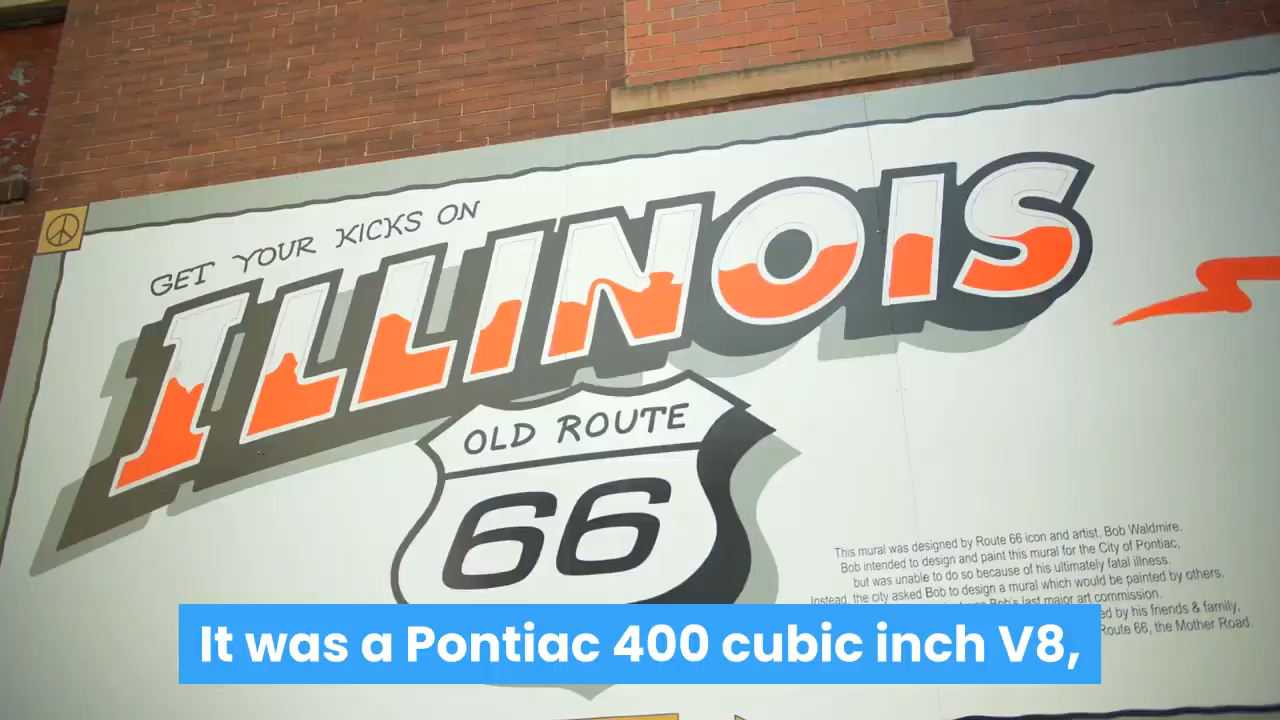 GET YOUR KICKS ON
ILLINOIS
OLD ROUTE
66
This mural was designed by Route 66 icon and artist, Bob Waldmire.
Bob intended to design and paint this mural for the City of Pontiac,
but was unable to do so because of his ultimately fatal illness.
Instead, the city asked Bob to design a mural which would be painted by others.
Bob's last major art commission.
ed by his friends & family,
Route 66, the Mother Road.
It was a Pontiac 400 cubic inch V8,